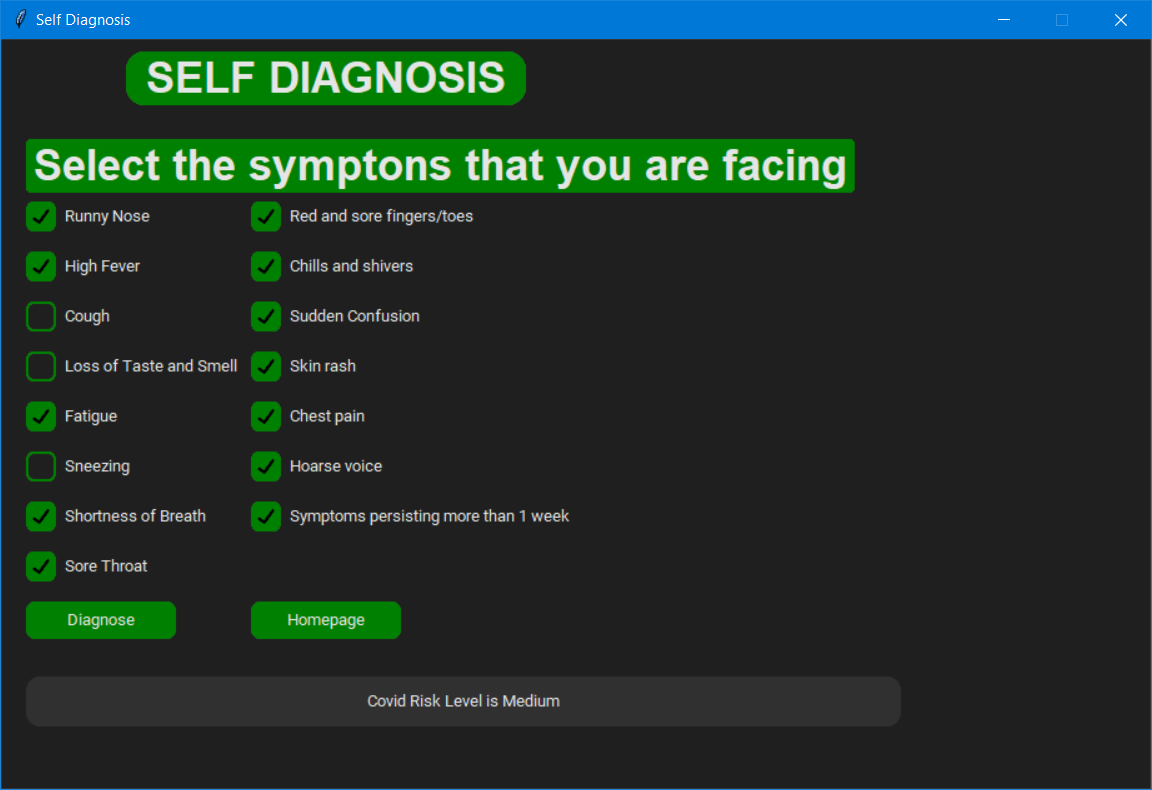 Self Diagnosis
SELF DIAGNOSIS
Select the symptons that you are facing
Runny Nose
Red and sore fingers/toes
High Fever
Chills and shivers
Cough
Sudden Confusion
Loss of Taste and Smell
Skin rash
Fatigue
Chest pain
Sneezing
Hoarse voice
Shortness of Breath
Symptoms persisting more than 1 week
Sore Throat
Diagnose
Homepage
Covid Risk Level is Medium